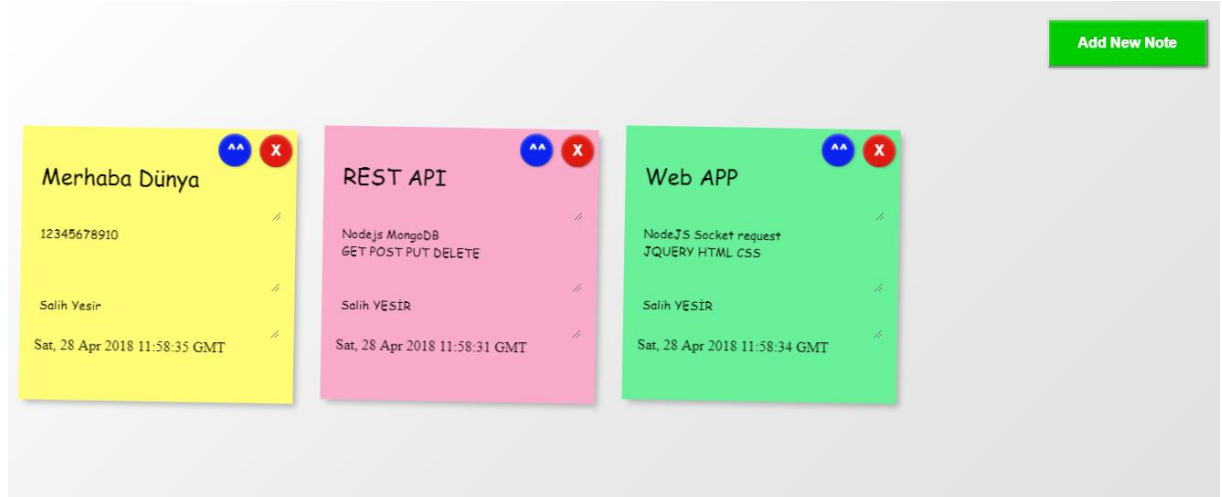 Add New Note
^^ X
Merhaba Dünya
12345678910
Salih Yesir
Sat, 28 Apr 2018 11:58:35 GMT
^^ X
REST API
Nodejs MongoDB
GET POST PUT DELETE
Salih YESİR
Sat, 28 Apr 2018 11:58:31 GMT
^^ X
Web APP
NodeJS Socket request
JQUERY HTML CSS
Salih YESİR
Sat, 28 Apr 2018 11:58:34 GMT